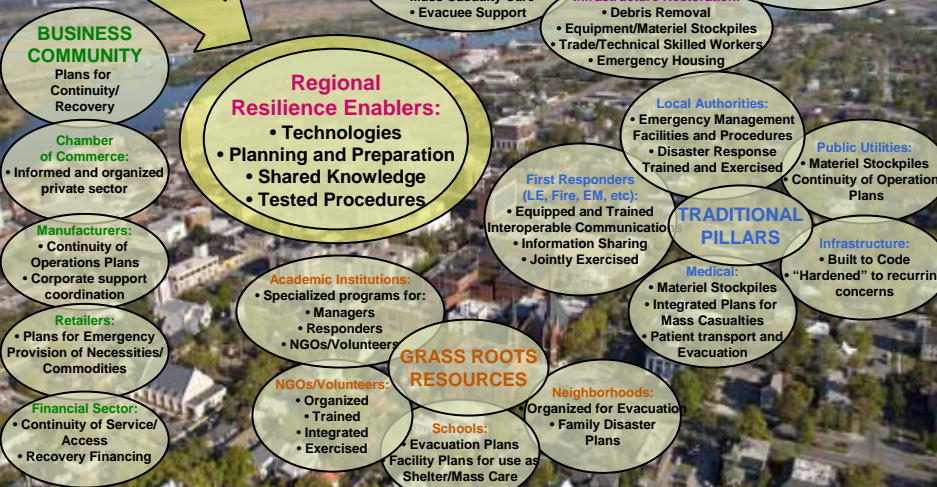 • Evacuee Support
• Debris Removal
• Equipment/Materiel Stockpiles
• Trade/Technical Skilled Workers
• Emergency Housing
BUSINESS
COMMUNITY
Plans for
Continuity/
Recovery
Regional
Resilience Enablers:
• Technologies
• Planning and Preparation
• Shared Knowledge
• Tested Procedures
Local Authorities:
• Emergency Management
Facilities and Procedures
• Disaster Response
Trained and Exercised
Public Utilities:
• Materiel Stockpiles
• Continuity of Operation
Plans
Chamber
of Commerce:
• Informed and organized
private sector
First Responders
(LE, Fire, EM, etc):
• Equipped and Trained
• Interoperable Communications
• Information Sharing
• Jointly Exercised
TRADITIONAL
PILLARS
Infrastructure:
• Built to Code
• “Hardened” to recurrin
concerns
Manufacturers:
• Continuity of
Operations Plans
• Corporate support
coordination
Medical:
• Materiel Stockpiles
• Integrated Plans for
Mass Casualties
• Patient transport and
Evacuation
Academic Institutions:
• Specialized programs for:
• Managers
• Responders
• NGOs/Volunteers
Retailers:
• Plans for Emergency
Provision of Necessities/
Commodities
GRASS ROOTS
RESOURCES
NGOs/Volunteers:
• Organized
• Trained
• Integrated
• Exercised
Neighborhoods:
• Organized for Evacuation
• Family Disaster
Plans
Financial Sector:
• Continuity of Service/
Access
• Recovery Financing
Schools:
• Evacuation Plans
• Facility Plans for use as
Shelter/Mass Care